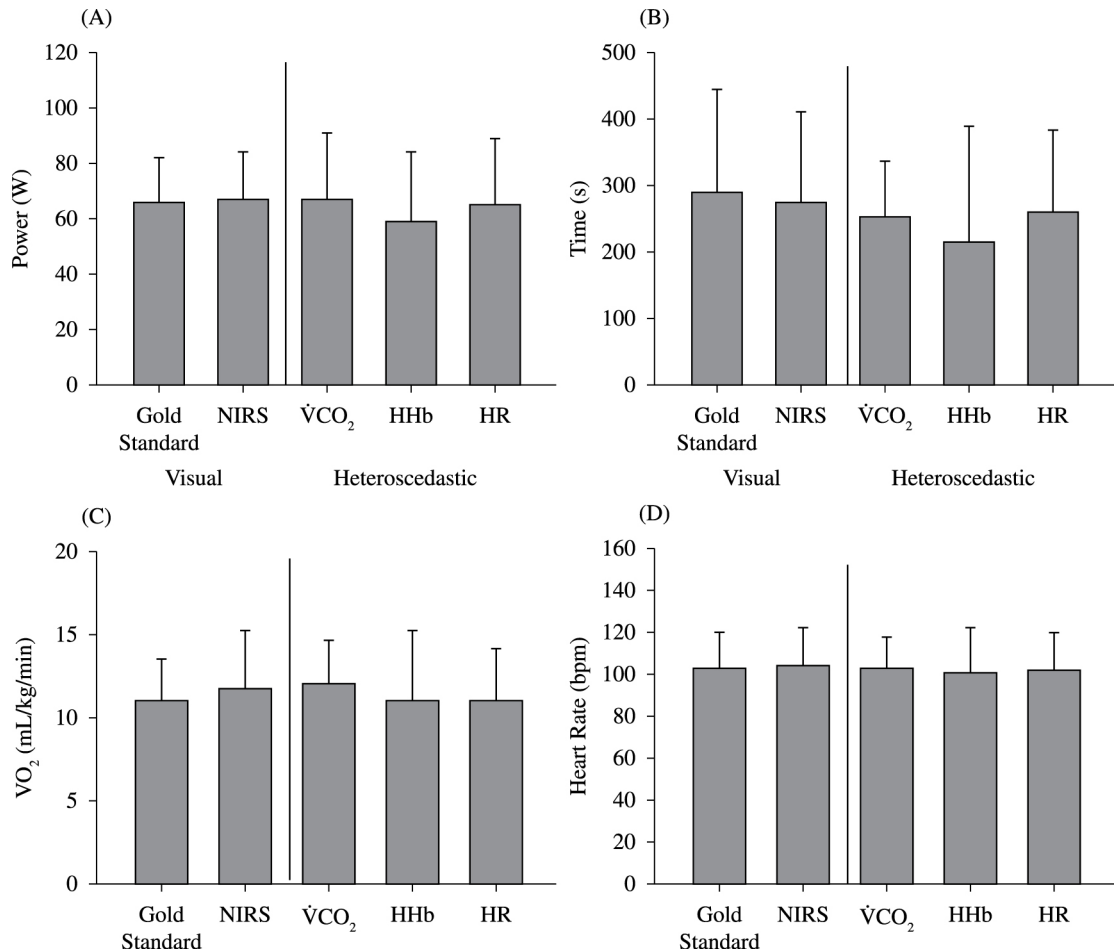 (A)
120
100
80
60
40
20
0
Power (W)
Gold Standard
NIRS
V̇CO₂
HHb
HR
Visual
Heteroscedastic
(B)
500
400
300
200
100
0
Time (s)
Gold Standard
NIRS
V̇CO₂
HHb
HR
Visual
Heteroscedastic
(C)
20
15
10
5
0
VO₂ (mL/kg/min)
Gold Standard
NIRS
V̇CO₂
HHb
HR
(D)
160
140
120
100
80
60
40
20
0
Heart Rate (bpm)
Gold Standard
NIRS
V̇CO₂
HHb
HR